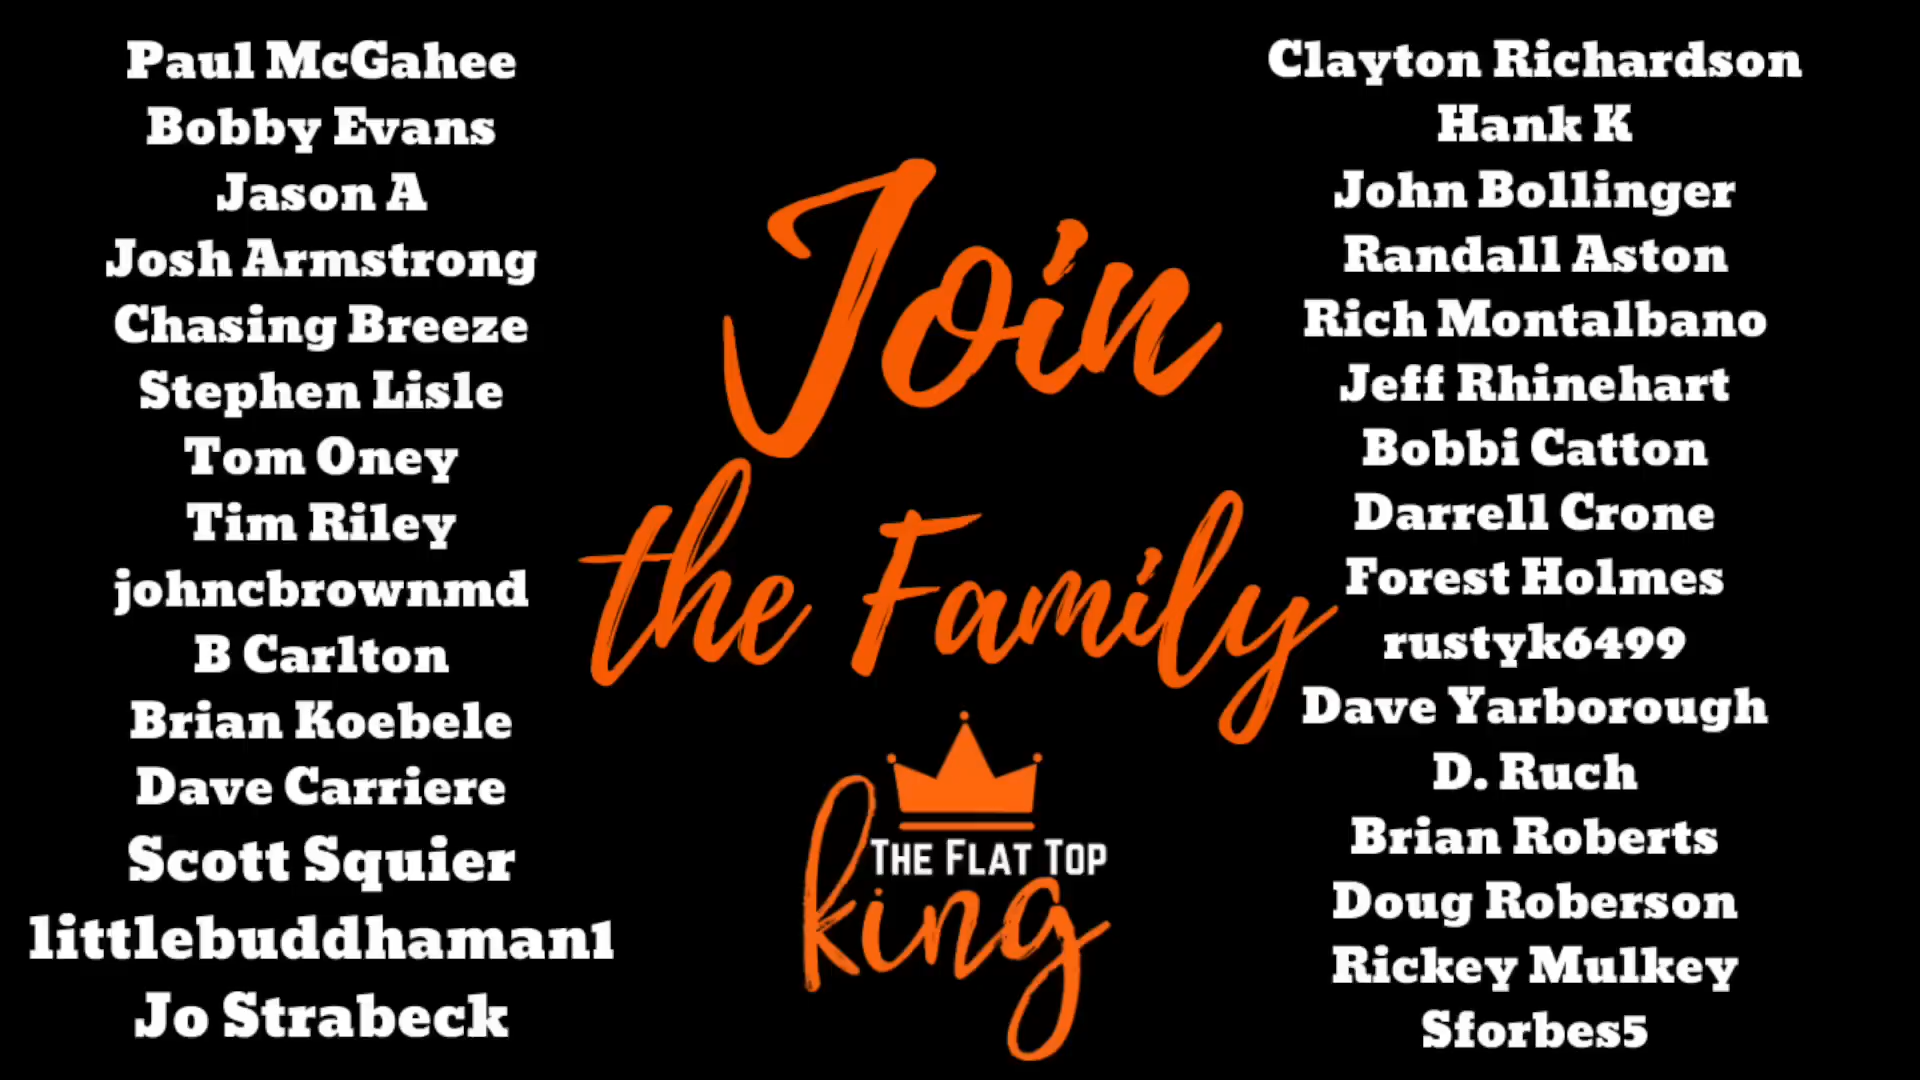 Paul McGahee
Bobby Evans
Jason A
Josh Armstrong
Chasing Breeze
Stephen Lisle
Tom Oney
Tim Riley
johncbrownmd
B Carlton
Brian Koebele
Dave Carriere
Scott Squier
littlebuddhaman1
Jo Strabeck
Join
the Family
THE FLAT TOP
king
Clayton Richardson
Hank K
John Bollinger
Randall Aston
Rich Montalbano
Jeff Rhinehart
Bobbi Catton
Darrell Crone
Forest Holmes
rustyk6499
Dave Yarborough
D. Ruch
Brian Roberts
Doug Roberson
Rickey Mulkey
Sforbes5